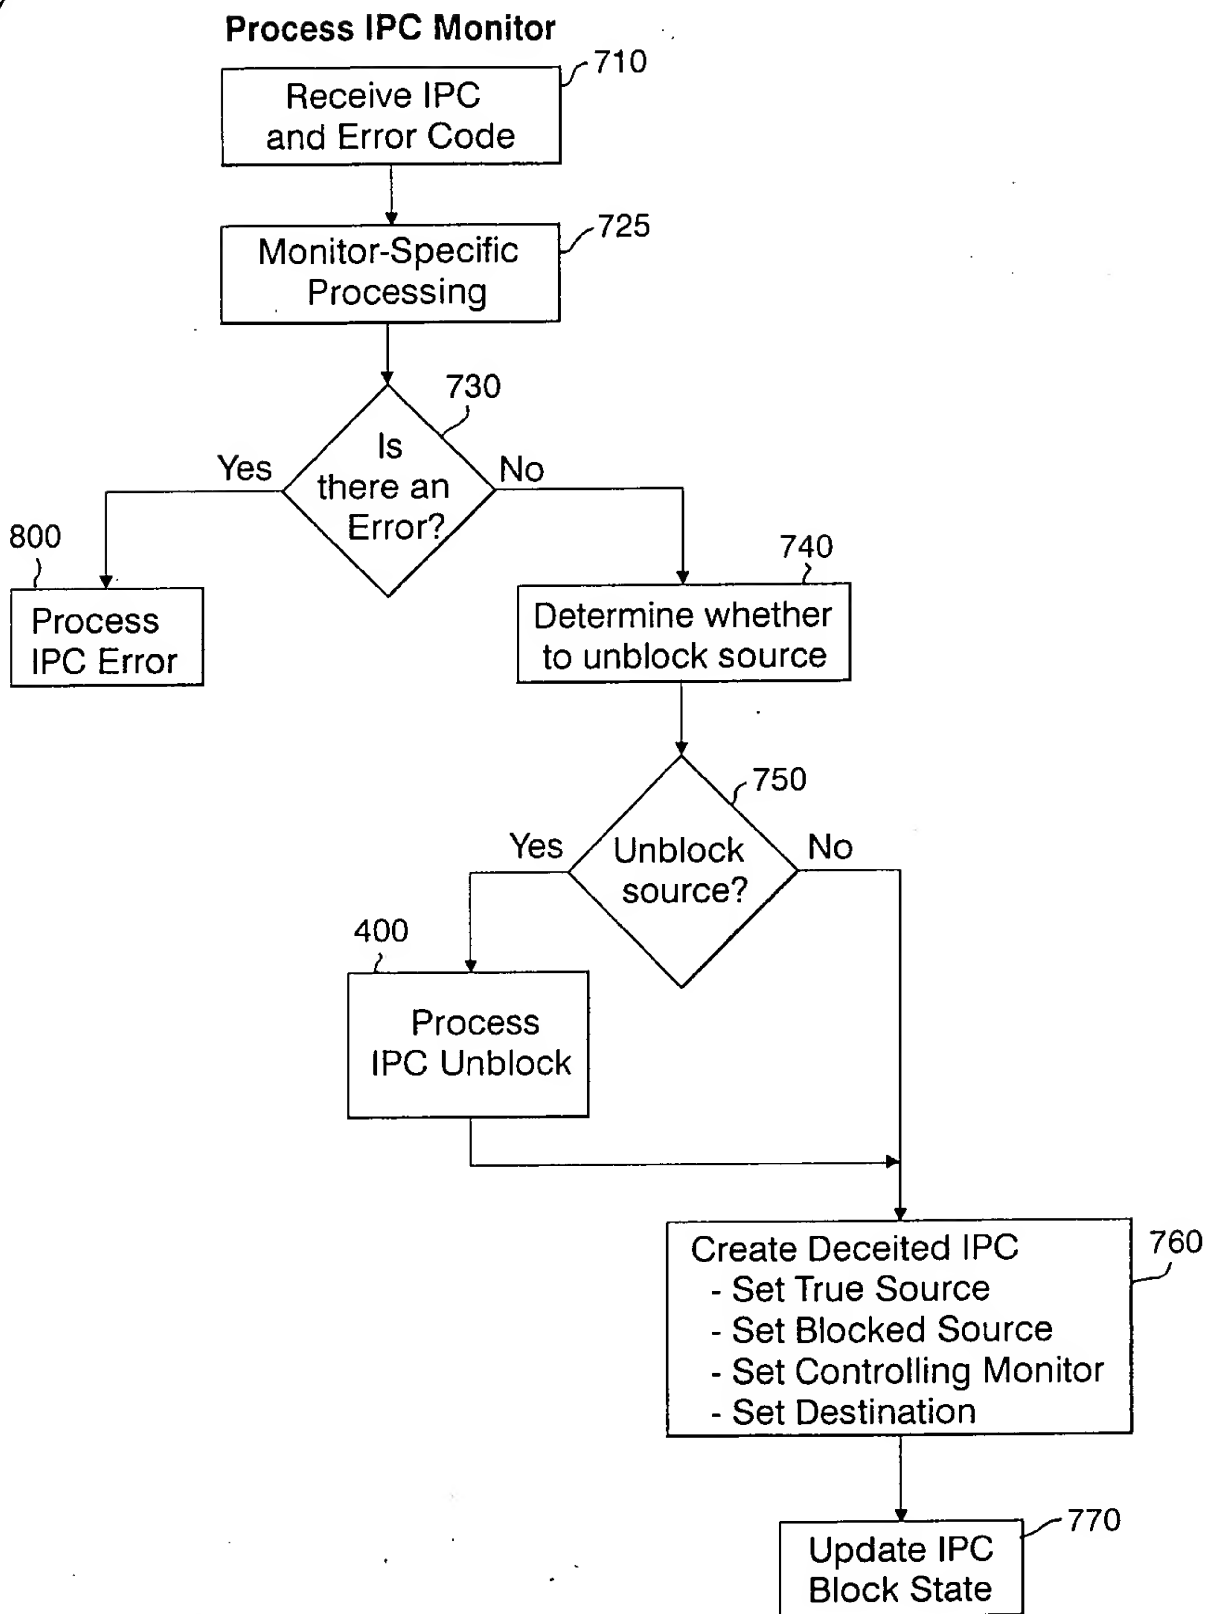 Process IPC Monitor
710
Receive IPC
and Error Code
725
Monitor-Specific
Processing
730
Is
there an
Error?
Yes
No
800
Process
IPC Error
740
Determine whether
to unblock source
750
Unblock
source?
Yes
No
400
Process
IPC Unblock
760
Create Deceited IPC
- Set True Source
- Set Blocked Source
- Set Controlling Monitor
- Set Destination
770
Update IPC
Block State